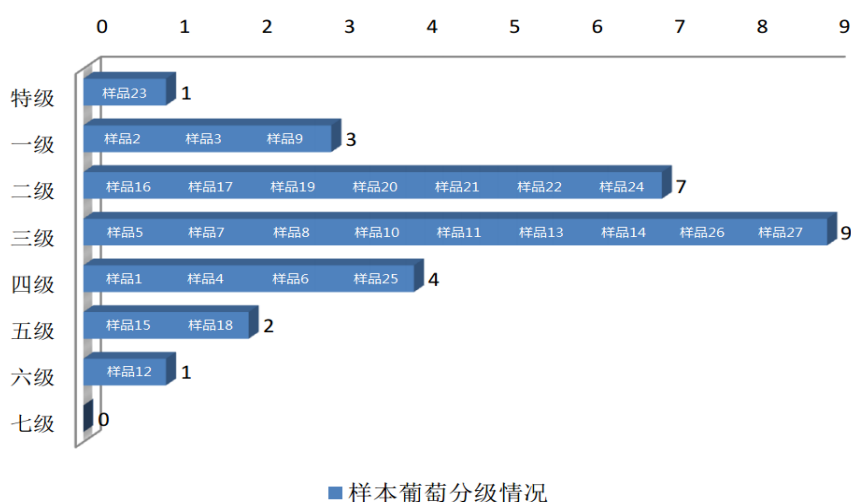 0 1 2 3 4 5 6 7 8 9
特级 样品23 1
一级 样品2 样品3 样品9 3
二级 样品16 样品17 样品19 样品20 样品21 样品22 样品24 7
三级 样品5 样品7 样品8 样品10 样品11 样品13 样品14 样品26 样品27 9
四级 样品1 样品4 样品6 样品25 4
五级 样品15 样品18 2
六级 样品12 1
七级 0
样本葡萄分级情况